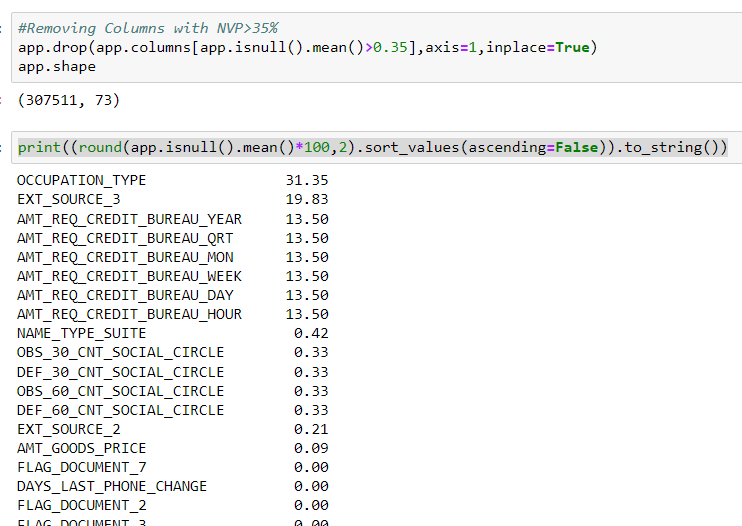 #Removing Columns with NVP>35%
app.drop(app.columns[app.isnull().mean()>0.35],axis=1,inplace=True)
app.shape
(307511, 73)
print((round(app.isnull().mean()*100,2).sort_values(ascending=False)).to_string())
OCCUPATION_TYPE 31.35
EXT_SOURCE_3 19.83
AMT_REQ_CREDIT_BUREAU_YEAR 13.50
AMT_REQ_CREDIT_BUREAU_QRT 13.50
AMT_REQ_CREDIT_BUREAU_MON 13.50
AMT_REQ_CREDIT_BUREAU_WEEK 13.50
AMT_REQ_CREDIT_BUREAU_DAY 13.50
AMT_REQ_CREDIT_BUREAU_HOUR 13.50
NAME_TYPE_SUITE 0.42
OBS_30_CNT_SOCIAL_CIRCLE 0.33
DEF_30_CNT_SOCIAL_CIRCLE 0.33
OBS_60_CNT_SOCIAL_CIRCLE 0.33
DEF_60_CNT_SOCIAL_CIRCLE 0.33
EXT_SOURCE_2 0.21
AMT_GOODS_PRICE 0.09
FLAG_DOCUMENT_7 0.00
DAYS_LAST_PHONE_CHANGE 0.00
FLAG_DOCUMENT_2 0.00
FLAG_DOCUMENT_3 0.00